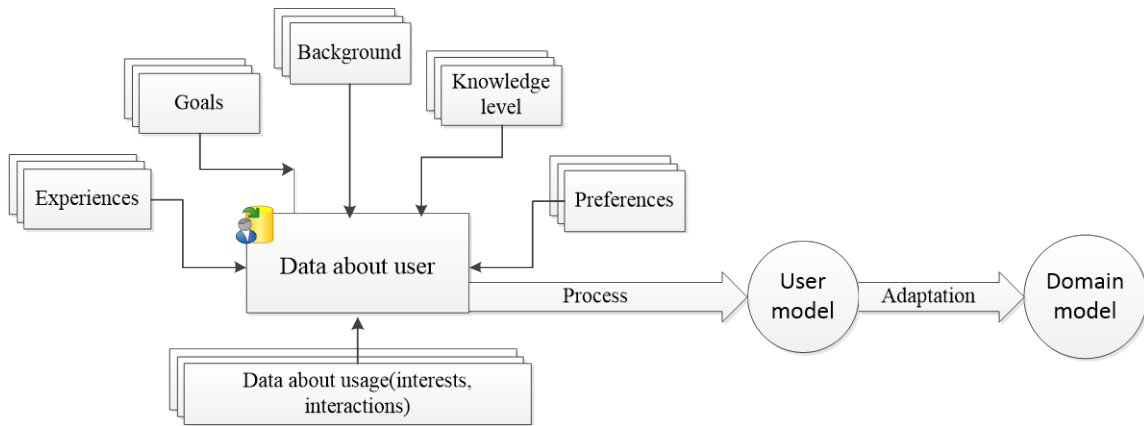 Background
Knowledge
level
Goals
Experiences
Preferences
Data about user
Process
User
model
Adaptation
Domain
model
Data about usage(interests,
interactions)